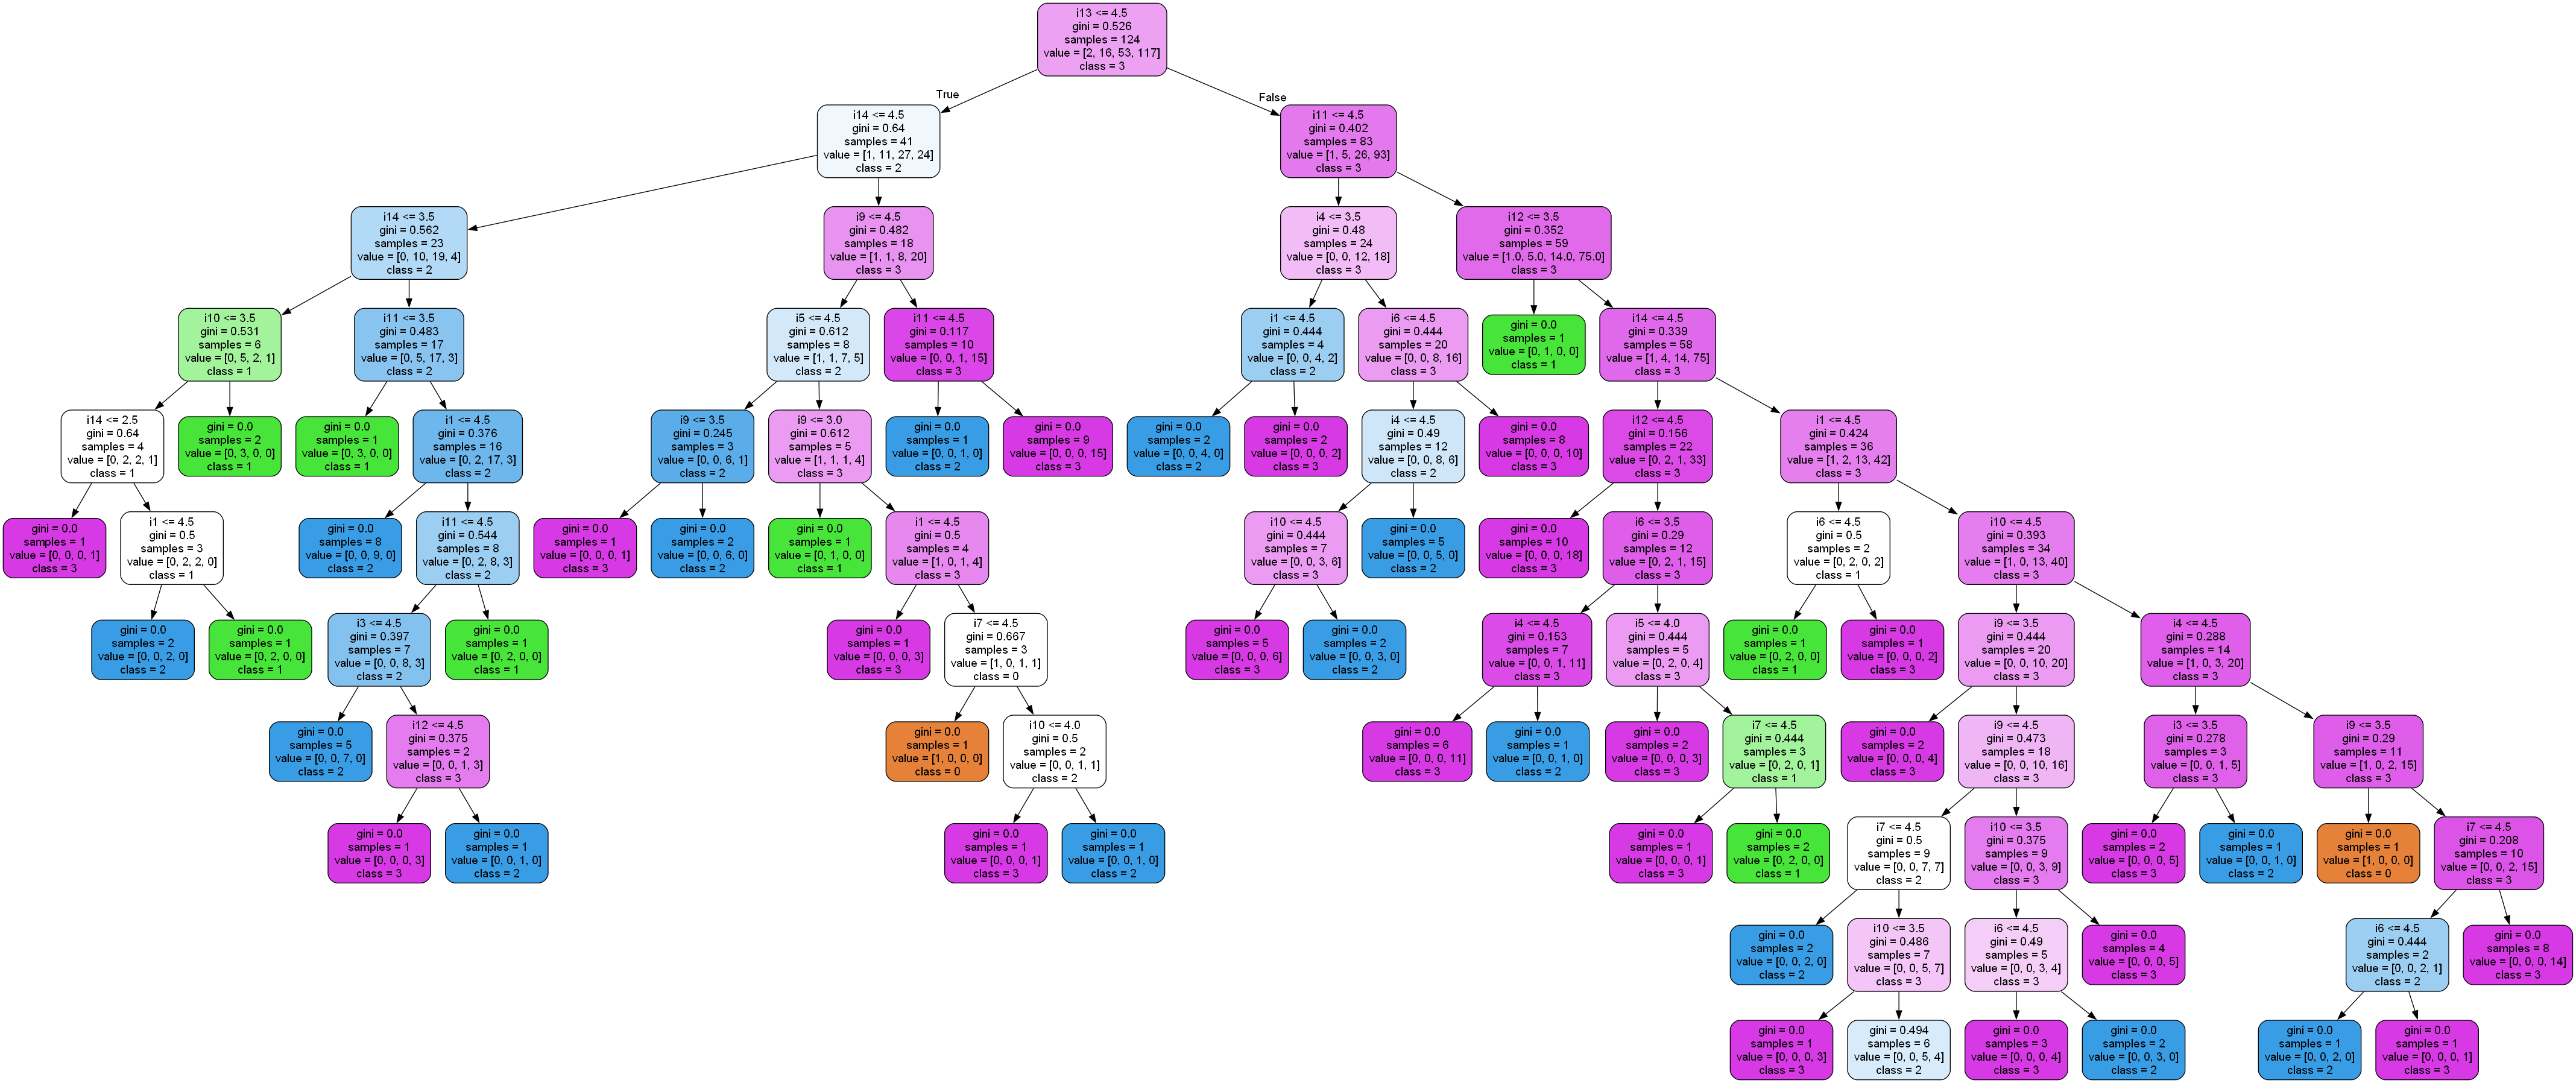 i13 <= 4.5
gini = 0.526
samples = 124
value = [2, 16, 53, 117]
class = 3
True
False
i14 <= 4.5
gini = 0.64
samples = 41
value = [1, 11, 27, 24]
class = 2
i11 <= 4.5
gini = 0.402
samples = 83
value = [1, 5, 26, 93]
class = 3
i14 <= 3.5
gini = 0.562
samples = 23
value = [0, 10, 19, 4]
class = 2
i9 <= 4.5
gini = 0.482
samples = 18
value = [1, 1, 8, 20]
class = 3
i4 <= 3.5
gini = 0.48
samples = 24
value = [0, 0, 12, 18]
class = 3
i12 <= 3.5
gini = 0.352
samples = 59
value = [1.0, 5.0, 14.0, 75.0]
class = 3
i10 <= 3.5
gini = 0.531
samples = 6
value = [0, 5, 2, 1]
class = 1
i11 <= 3.5
gini = 0.483
samples = 17
value = [0, 5, 17, 3]
class = 2
i5 <= 4.5
gini = 0.612
samples = 8
value = [1, 1, 7, 5]
class = 2
i11 <= 4.5
gini = 0.117
samples = 10
value = [0, 0, 1, 15]
class = 3
i1 <= 4.5
gini = 0.444
samples = 4
value = [0, 0, 4, 2]
class = 2
i6 <= 4.5
gini = 0.444
samples = 20
value = [0, 0, 8, 16]
class = 3
gini = 0.0
samples = 1
value = [0, 1, 0, 0]
class = 1
i14 <= 4.5
gini = 0.339
samples = 58
value = [1, 4, 14, 75]
class = 3
i14 <= 2.5
gini = 0.64
samples = 4
value = [0, 2, 2, 1]
class = 1
gini = 0.0
samples = 2
value = [0, 3, 0, 0]
class = 1
gini = 0.0
samples = 1
value = [0, 3, 0, 0]
class = 1
i1 <= 4.5
gini = 0.376
samples = 16
value = [0, 2, 17, 3]
class = 2
i9 <= 3.5
gini = 0.245
samples = 3
value = [0, 0, 6, 1]
class = 2
i9 <= 3.0
gini = 0.612
samples = 5
value = [1, 1, 1, 4]
class = 3
gini = 0.0
samples = 1
value = [0, 0, 1, 0]
class = 2
gini = 0.0
samples = 9
value = [0, 0, 0, 15]
class = 3
gini = 0.0
samples = 2
value = [0, 0, 4, 0]
class = 2
gini = 0.0
samples = 2
value = [0, 0, 0, 2]
class = 3
i4 <= 4.5
gini = 0.49
samples = 12
value = [0, 0, 8, 6]
class = 2
gini = 0.0
samples = 8
value = [0, 0, 0, 10]
class = 3
i12 <= 4.5
gini = 0.156
samples = 22
value = [0, 2, 1, 33]
class = 3
i1 <= 4.5
gini = 0.424
samples = 36
value = [1, 2, 13, 42]
class = 3
gini = 0.0
samples = 1
value = [0, 0, 0, 1]
class = 3
i1 <= 4.5
gini = 0.5
samples = 3
value = [0, 2, 2, 0]
class = 1
gini = 0.0
samples = 8
value = [0, 0, 9, 0]
class = 2
i11 <= 4.5
gini = 0.544
samples = 8
value = [0, 2, 8, 3]
class = 2
gini = 0.0
samples = 1
value = [0, 0, 0, 1]
class = 3
gini = 0.0
samples = 2
value = [0, 0, 6, 0]
class = 2
gini = 0.0
samples = 1
value = [0, 1, 0, 0]
class = 1
i1 <= 4.5
gini = 0.5
samples = 4
value = [1, 0, 1, 4]
class = 3
i10 <= 4.5
gini = 0.444
samples = 7
value = [0, 0, 3, 6]
class = 3
gini = 0.0
samples = 5
value = [0, 0, 5, 0]
class = 2
gini = 0.0
samples = 10
value = [0, 0, 0, 18]
class = 3
i6 <= 3.5
gini = 0.29
samples = 12
value = [0, 2, 1, 15]
class = 3
i6 <= 4.5
gini = 0.5
samples = 2
value = [0, 2, 0, 2]
class = 1
i10 <= 4.5
gini = 0.393
samples = 34
value = [1, 0, 13, 40]
class = 3
gini = 0.0
samples = 2
value = [0, 0, 2, 0]
class = 2
gini = 0.0
samples = 1
value = [0, 2, 0, 0]
class = 1
i3 <= 4.5
gini = 0.397
samples = 7
value = [0, 0, 8, 3]
class = 2
gini = 0.0
samples = 1
value = [0, 2, 0, 0]
class = 1
gini = 0.0
samples = 1
value = [0, 0, 0, 3]
class = 3
i7 <= 4.5
gini = 0.667
samples = 3
value = [1, 0, 1, 1]
class = 0
gini = 0.0
samples = 5
value = [0, 0, 0, 6]
class = 3
gini = 0.0
samples = 2
value = [0, 0, 3, 0]
class = 2
i4 <= 4.5
gini = 0.153
samples = 7
value = [0, 0, 1, 11]
class = 3
i5 <= 4.0
gini = 0.444
samples = 5
value = [0, 2, 0, 4]
class = 3
gini = 0.0
samples = 1
value = [0, 2, 0, 0]
class = 1
gini = 0.0
samples = 1
value = [0, 0, 0, 2]
class = 3
i9 <= 3.5
gini = 0.444
samples = 20
value = [0, 0, 10, 20]
class = 3
i4 <= 4.5
gini = 0.288
samples = 14
value = [1, 0, 3, 20]
class = 3
gini = 0.0
samples = 5
value = [0, 0, 7, 0]
class = 2
i12 <= 4.5
gini = 0.375
samples = 2
value = [0, 0, 1, 3]
class = 3
gini = 0.0
samples = 1
value = [1, 0, 0, 0]
class = 0
i10 <= 4.0
gini = 0.5
samples = 2
value = [0, 0, 1, 1]
class = 2
gini = 0.0
samples = 6
value = [0, 0, 0, 11]
class = 3
gini = 0.0
samples = 1
value = [0, 0, 1, 0]
class = 2
gini = 0.0
samples = 2
value = [0, 0, 0, 3]
class = 3
i7 <= 4.5
gini = 0.444
samples = 3
value = [0, 2, 0, 1]
class = 1
gini = 0.0
samples = 2
value = [0, 0, 0, 4]
class = 3
i9 <= 4.5
gini = 0.473
samples = 18
value = [0, 0, 10, 16]
class = 3
i3 <= 3.5
gini = 0.278
samples = 3
value = [0, 0, 1, 5]
class = 3
i9 <= 3.5
gini = 0.29
samples = 11
value = [1, 0, 2, 15]
class = 3
gini = 0.0
samples = 1
value = [0, 0, 0, 3]
class = 3
gini = 0.0
samples = 1
value = [0, 0, 1, 0]
class = 2
gini = 0.0
samples = 1
value = [0, 0, 0, 1]
class = 3
gini = 0.0
samples = 1
value = [0, 0, 1, 0]
class = 2
gini = 0.0
samples = 1
value = [0, 0, 0, 1]
class = 3
gini = 0.0
samples = 2
value = [0, 2, 0, 0]
class = 1
i7 <= 4.5
gini = 0.5
samples = 9
value = [0, 0, 7, 7]
class = 2
i10 <= 3.5
gini = 0.375
samples = 9
value = [0, 0, 3, 9]
class = 3
gini = 0.0
samples = 2
value = [0, 0, 0, 5]
class = 3
gini = 0.0
samples = 1
value = [0, 0, 1, 0]
class = 2
gini = 0.0
samples = 1
value = [1, 0, 0, 0]
class = 0
i7 <= 4.5
gini = 0.208
samples = 10
value = [0, 0, 2, 15]
class = 3
gini = 0.0
samples = 2
value = [0, 0, 2, 0]
class = 2
i10 <= 3.5
gini = 0.486
samples = 7
value = [0, 0, 5, 7]
class = 3
i6 <= 4.5
gini = 0.49
samples = 5
value = [0, 0, 3, 4]
class = 3
gini = 0.0
samples = 4
value = [0, 0, 0, 5]
class = 3
i6 <= 4.5
gini = 0.444
samples = 2
value = [0, 0, 2, 1]
class = 2
gini = 0.0
samples = 8
value = [0, 0, 0, 14]
class = 3
gini = 0.0
samples = 1
value = [0, 0, 0, 3]
class = 3
gini = 0.494
samples = 6
value = [0, 0, 5, 4]
class = 2
gini = 0.0
samples = 3
value = [0, 0, 0, 4]
class = 3
gini = 0.0
samples = 2
value = [0, 0, 3, 0]
class = 2
gini = 0.0
samples = 1
value = [0, 0, 2, 0]
class = 2
gini = 0.0
samples = 1
value = [0, 0, 0, 1]
class = 3